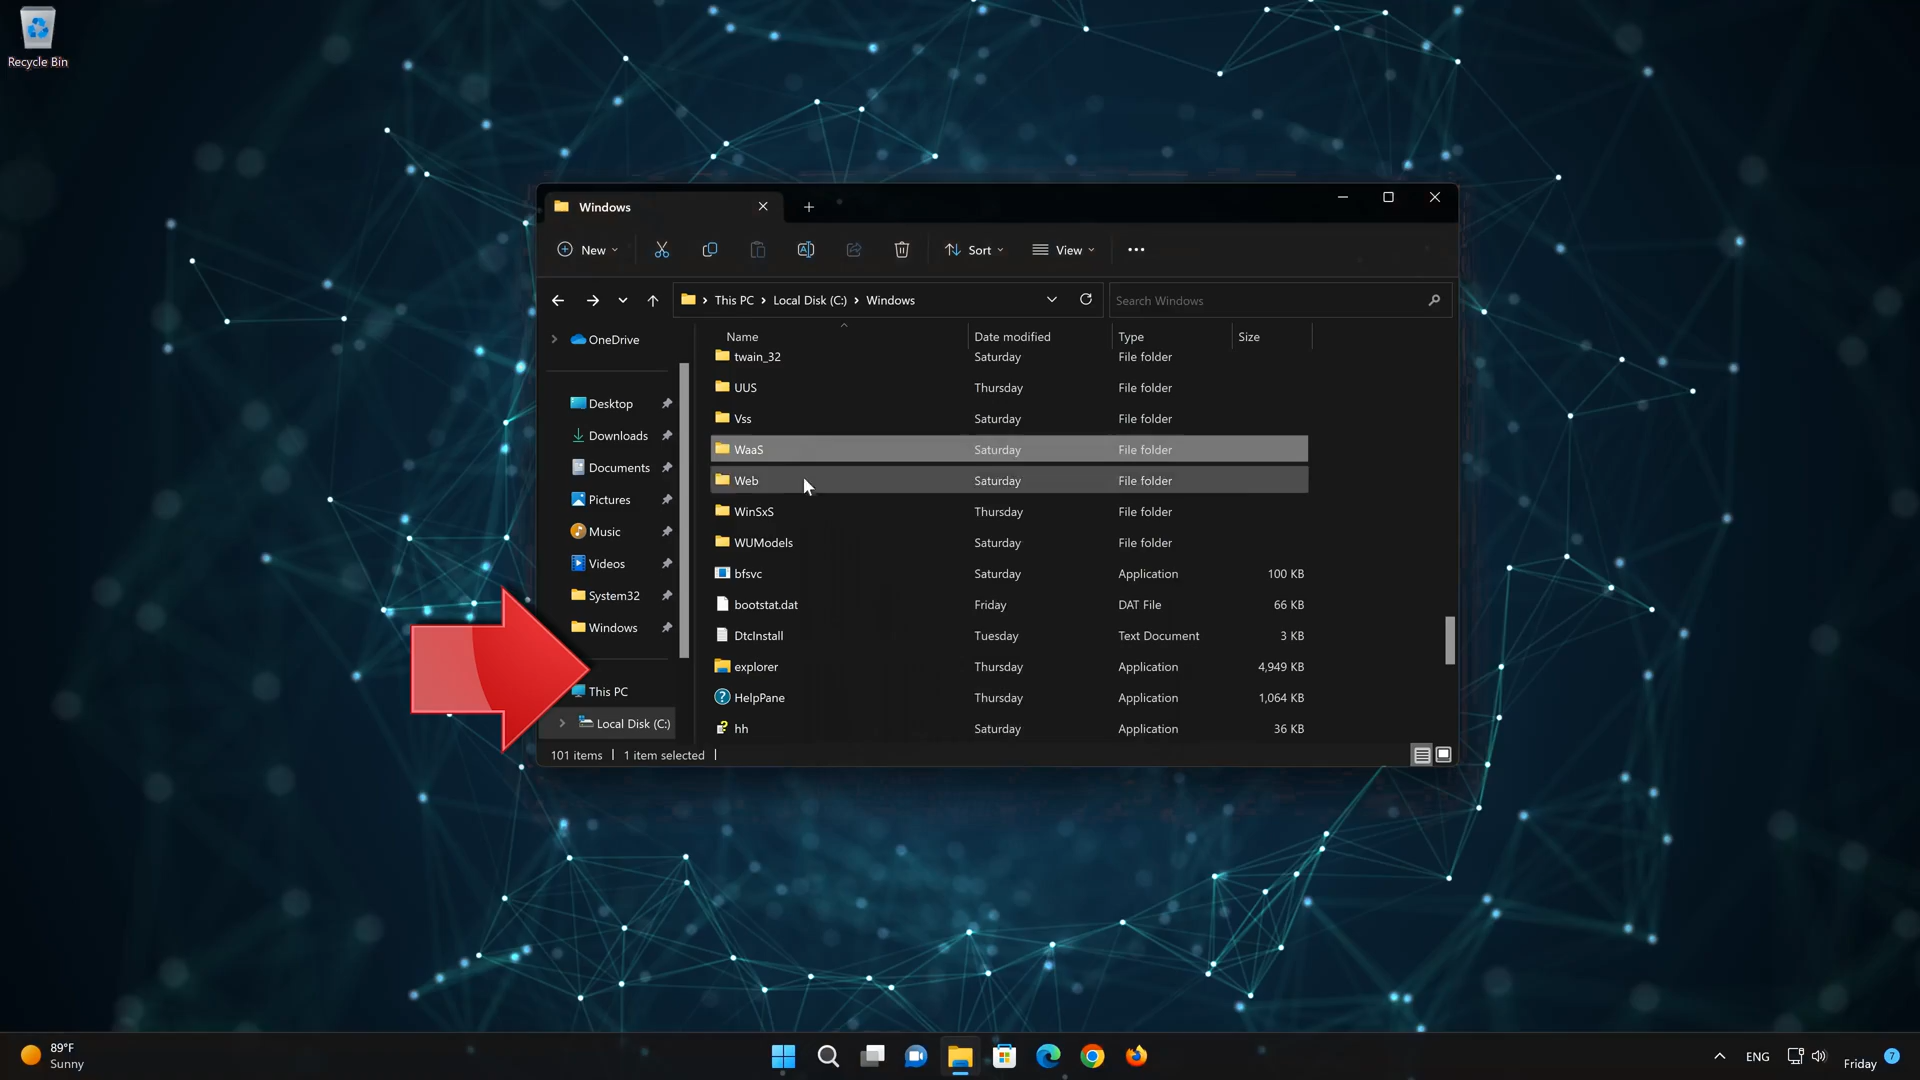 Recycle Bin
Windows
New
Sort
View
This PC
Local Disk (C:)
Windows
Search Windows
Name
Date modified
Type
Size
OneDrive
Desktop
Downloads
Documents
Pictures
Music
Videos
System32
Windows
This PC
Local Disk (C:)
twain_32 Saturday File folder
UUS Thursday File folder
Vss Saturday File folder
WaaS Saturday File folder
Web Saturday File folder
WinSxS Thursday File folder
WUModels Saturday File folder
bfsvc Saturday Application 100 KB
bootstat.dat Friday DAT File 66 KB
DtcInstall Tuesday Text Document 3 KB
explorer Thursday Application 4,949 KB
HelpPane Thursday Application 1,064 KB
hh Saturday Application 36 KB
101 items
1 item selected
89°F
Sunny
ENG
Friday
7